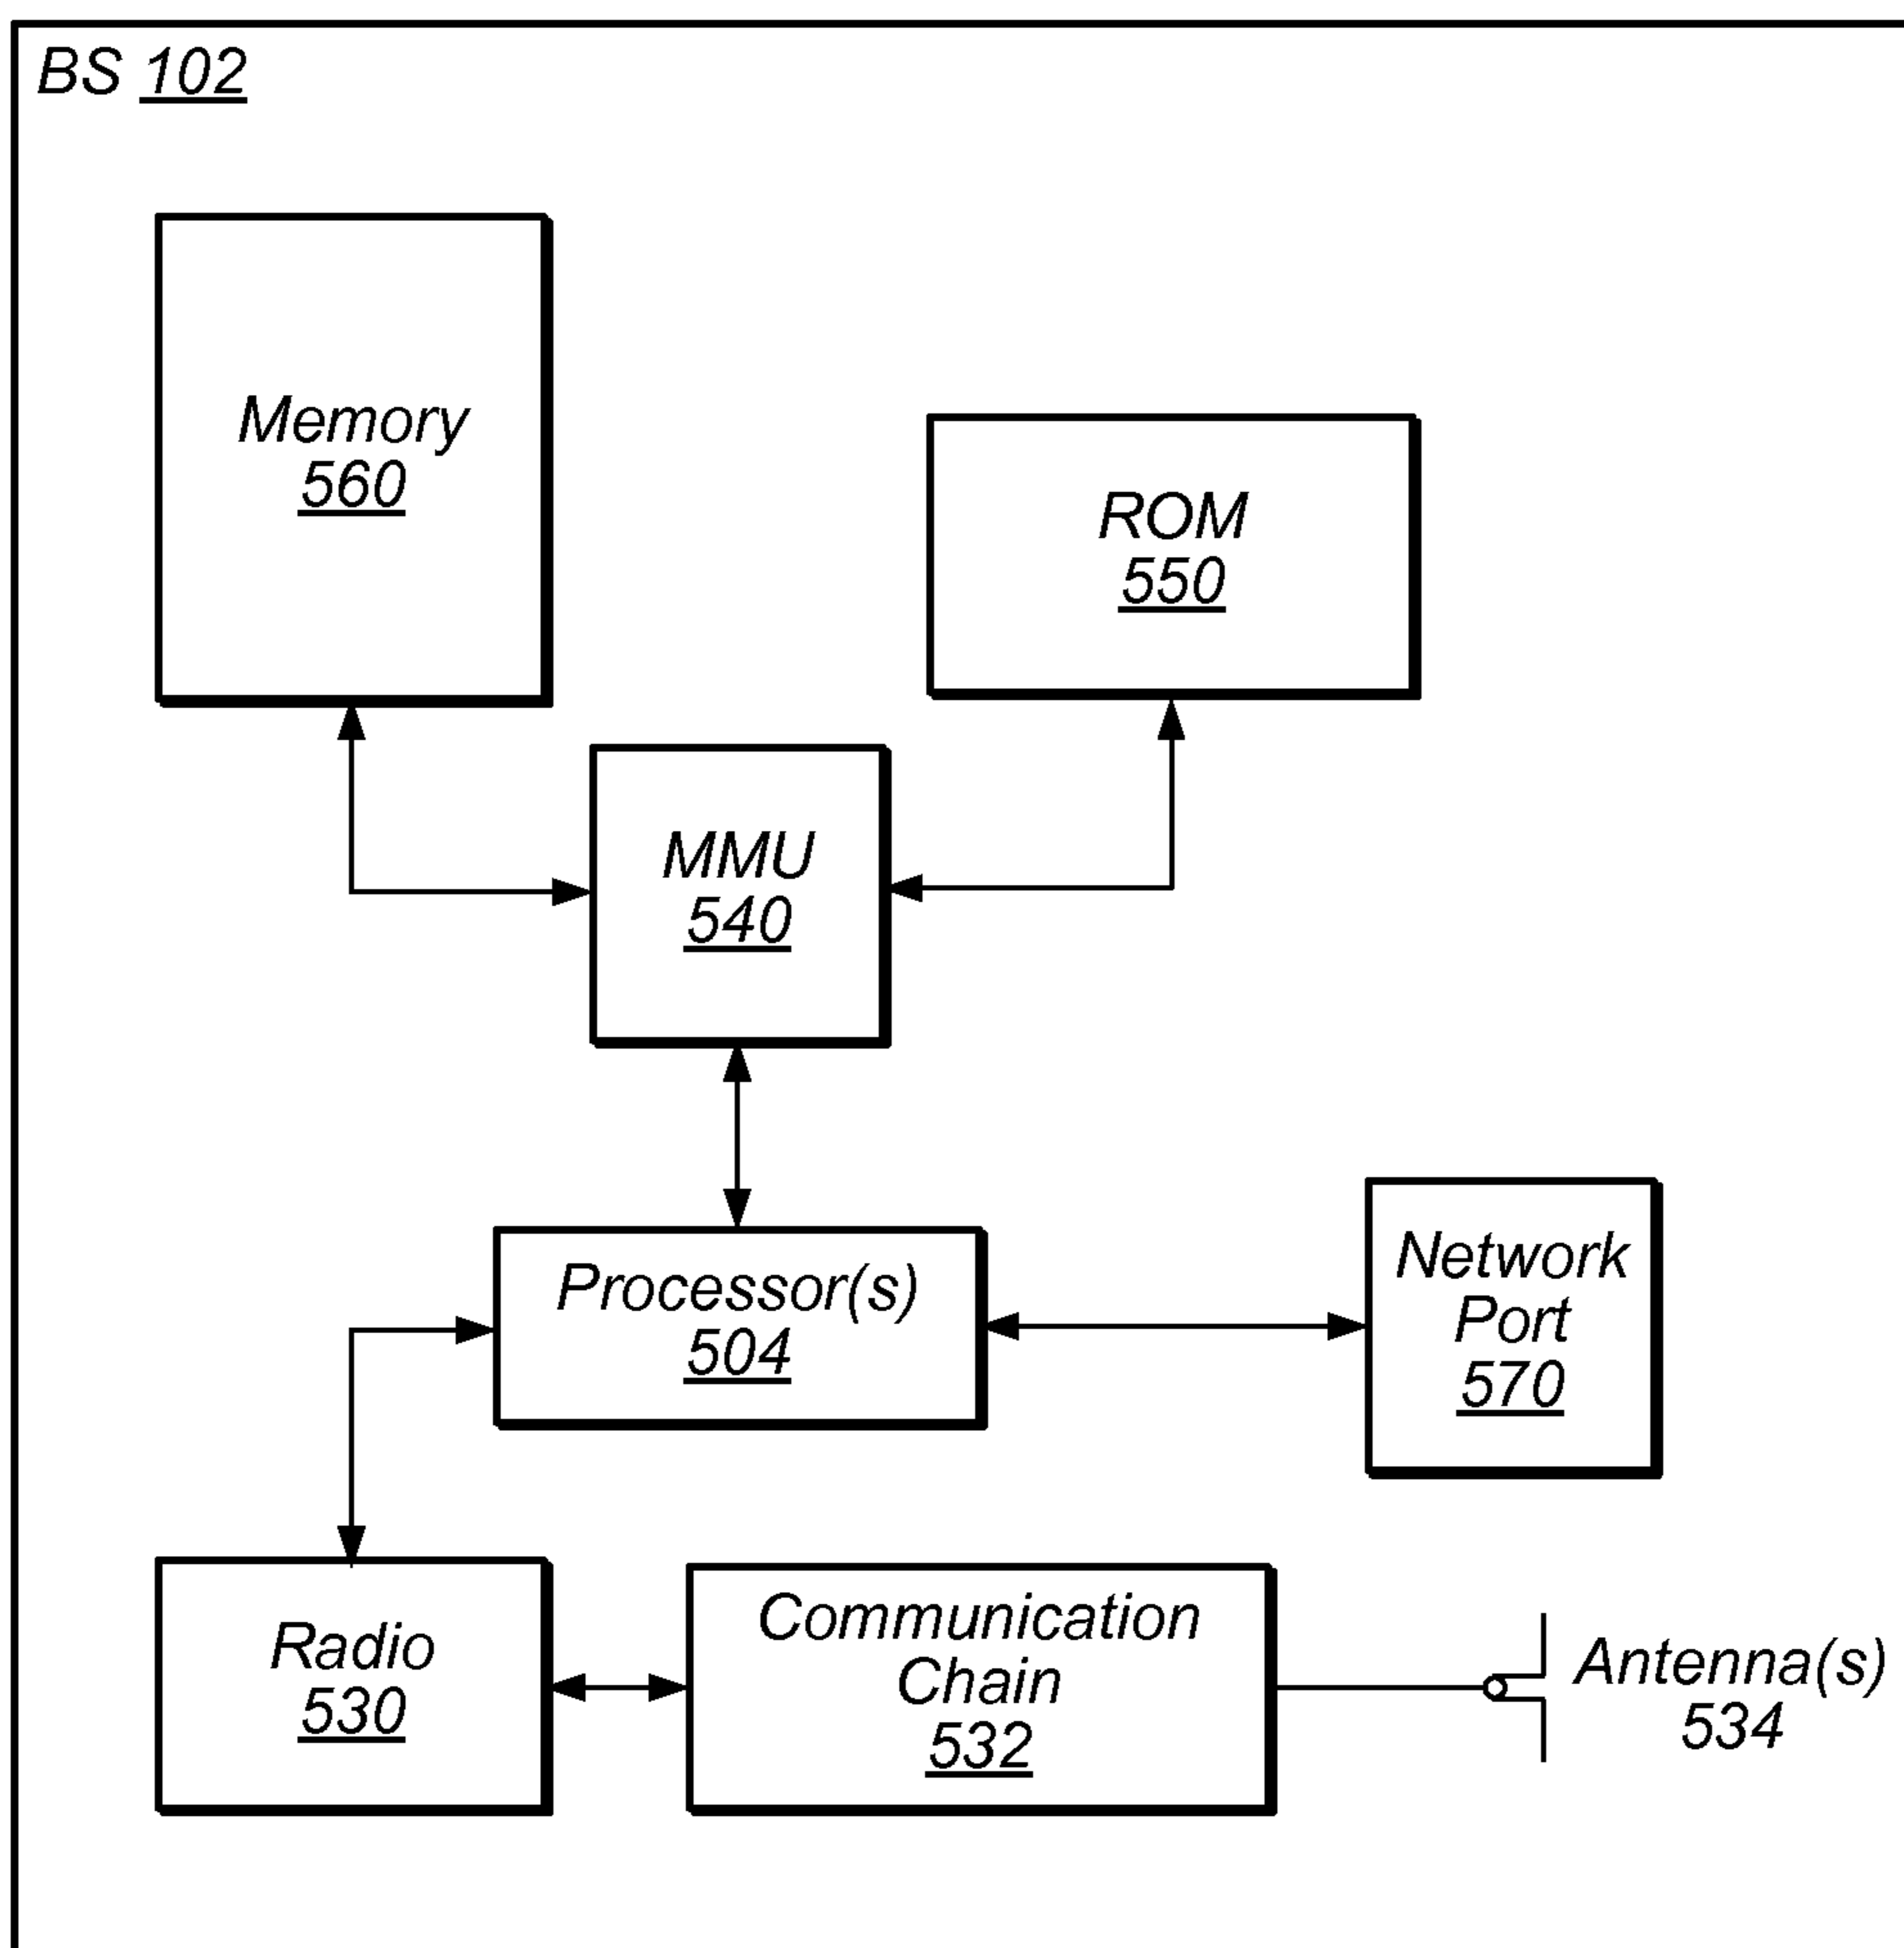 BS 102
Memory
560
ROM
550
MMU
540
Processor(s)
504
Network
Port
570
Radio
530
Communication
Chain
532
Antenna(s)
534